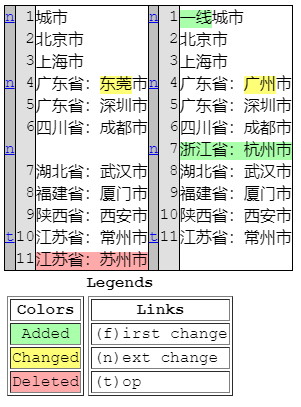 n 1 城市 n 1 一线城市
2 北京市 2 北京市
3 上海市 3 上海市
n 4 广东省：东莞市 n 4 广东省：广州市
5 广东省：深圳市 5 广东省：深圳市
6 四川省：成都市 6 四川省：成都市
n n 7 浙江省：杭州市
7 湖北省：武汉市 8 湖北省：武汉市
8 福建省：厦门市 9 福建省：厦门市
9 陕西省：西安市 10 陕西省：西安市
t 10 江苏省：常州市 t 11 江苏省：常州市
11 江苏省：苏州市
Legends
Colors Links
Added (f)irst change
Changed (n)ext change
Deleted (t)op